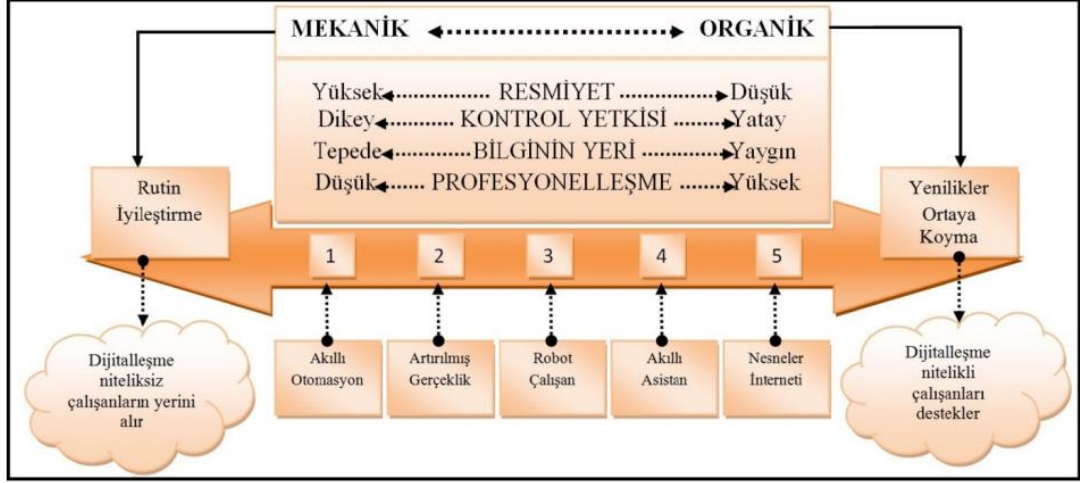 MEKANİK ORGANİK
Yüksek RESMİYET Düşük
Dikey KONTROL YETKİSİ Yatay
Tepede BİLGİNİN YERİ Yaygın
Düşük PROFESYONELLEŞME Yüksek
Rutin
İyileştirme
Yenilikler
Ortaya
Koyma
1 2 3 4 5
Akıllı
Otomasyon
Artırılmış
Gerçeklik
Robot
Çalışan
Akıllı
Asistan
Nesneler
İnterneti
Dijitalleşme
niteliksiz
çalışanların yerini
alır
Dijitalleşme
nitelikli
çalışanları
destekler